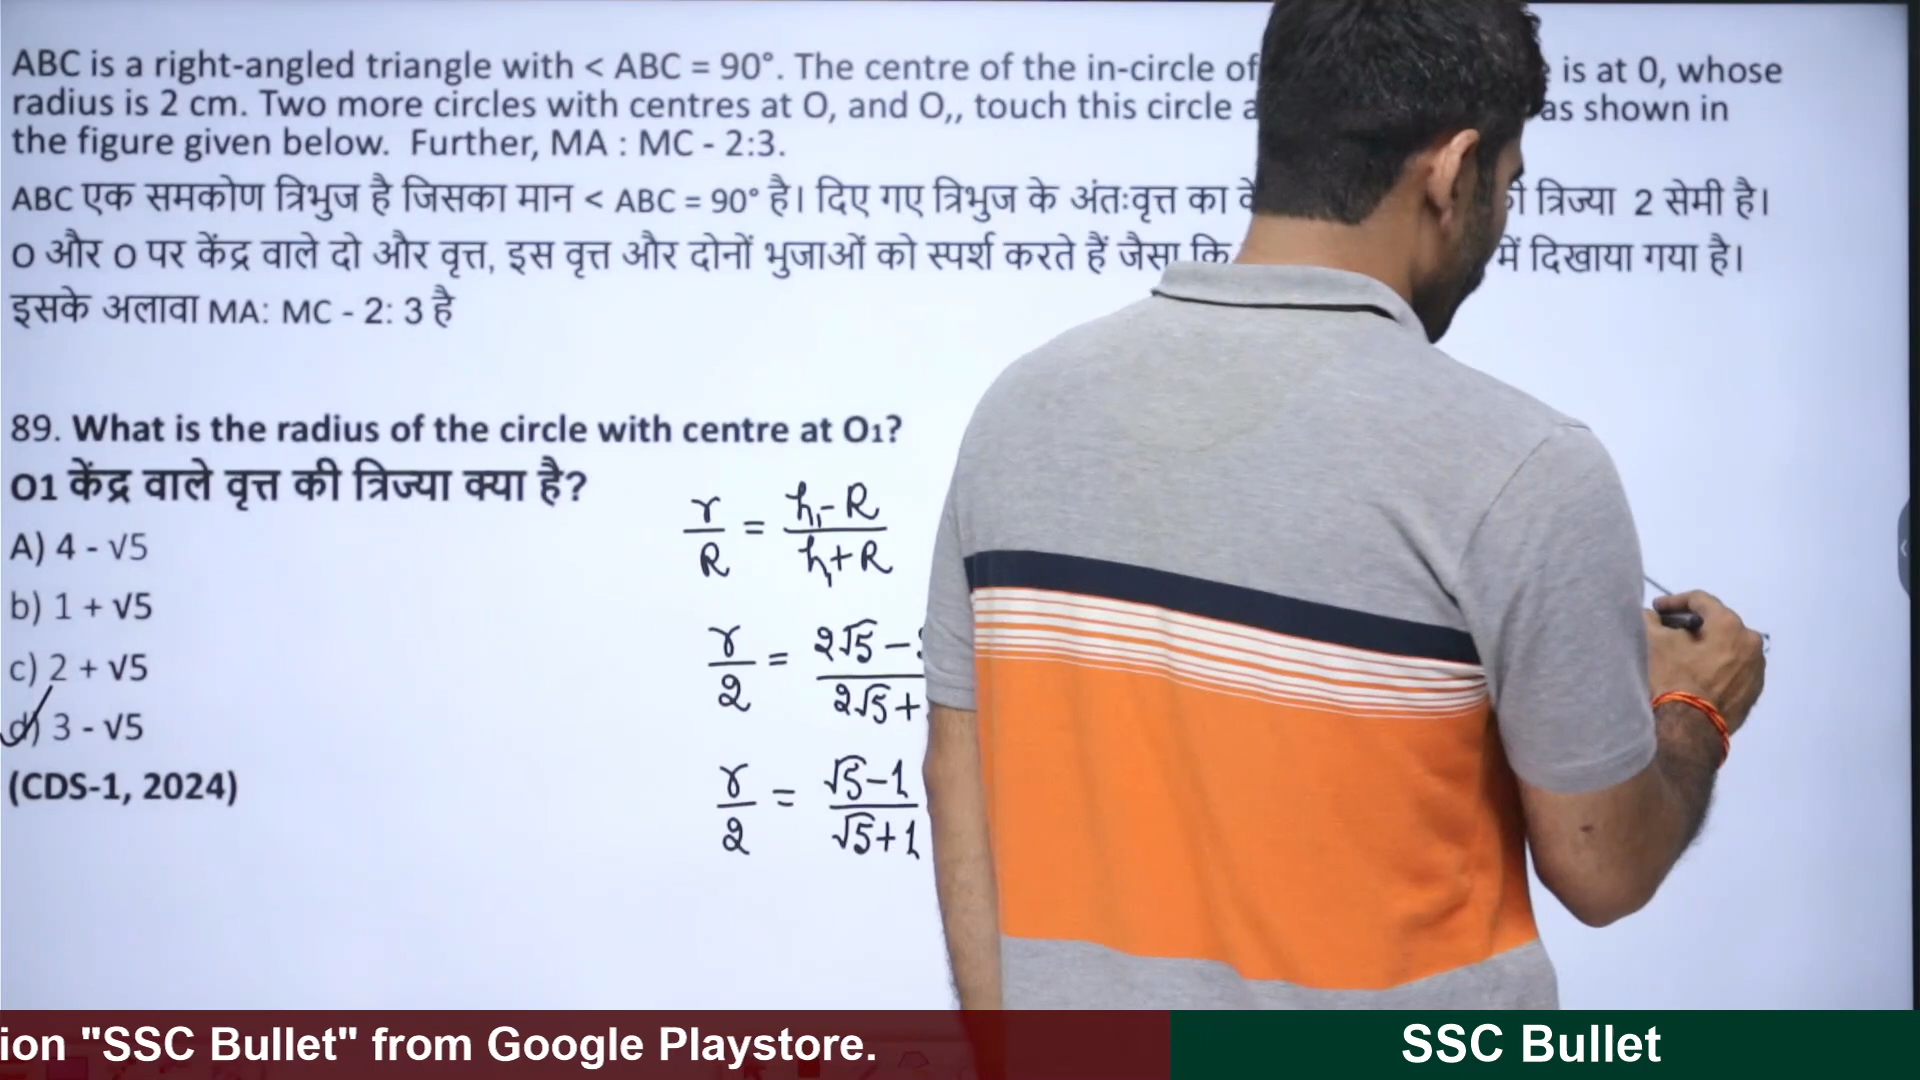 ABC is a right-angled triangle with < ABC = 90°. The centre of the in-circle of is at 0, whose
radius is 2 cm. Two more circles with centres at O, and O,, touch this circle as shown in
the figure given below. Further, MA : MC - 2:3.
ABC एक समकोण त्रिभुज है जिसका मान < ABC = 90° है। दिए गए त्रिभुज के अंतःवृत्त का त्रिज्या 2 सेमी है।
O और O पर केंद्र वाले दो और वृत्त, इस वृत्त और दोनों भुजाओं को स्पर्श करते हैं जैसा कि में दिखाया गया है।
इसके अलावा MA: MC - 2: 3 है
89. What is the radius of the circle with centre at O1?
O1 केंद्र वाले वृत्त की त्रिज्या क्या है?
A) 4 - √5
b) 1 + √5
c) 2 + √5
d) 3 - √5
(CDS-1, 2024)
r/R = h₁-R/h₁+R
r/2 = 2√5 - / 2√5 +
r/2 = √5-1/√5+1
ion "SSC Bullet" from Google Playstore.
SSC Bullet